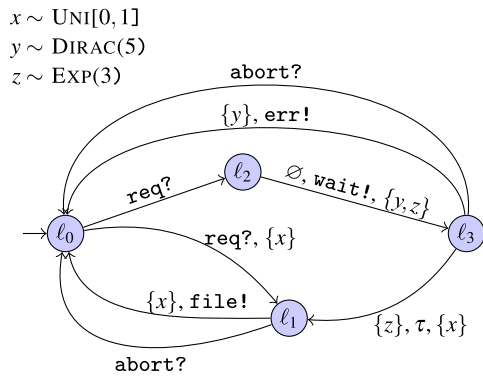 x ∼ UNI[0, 1]
y ∼ DIRAC(5)
z ∼ EXP(3)
abort?
{y}, err!
ℓ2
∅, wait!, {y,z}
req?
ℓ0
ℓ3
req?, {x}
{x}, file!
ℓ1
{z}, τ, {x}
abort?